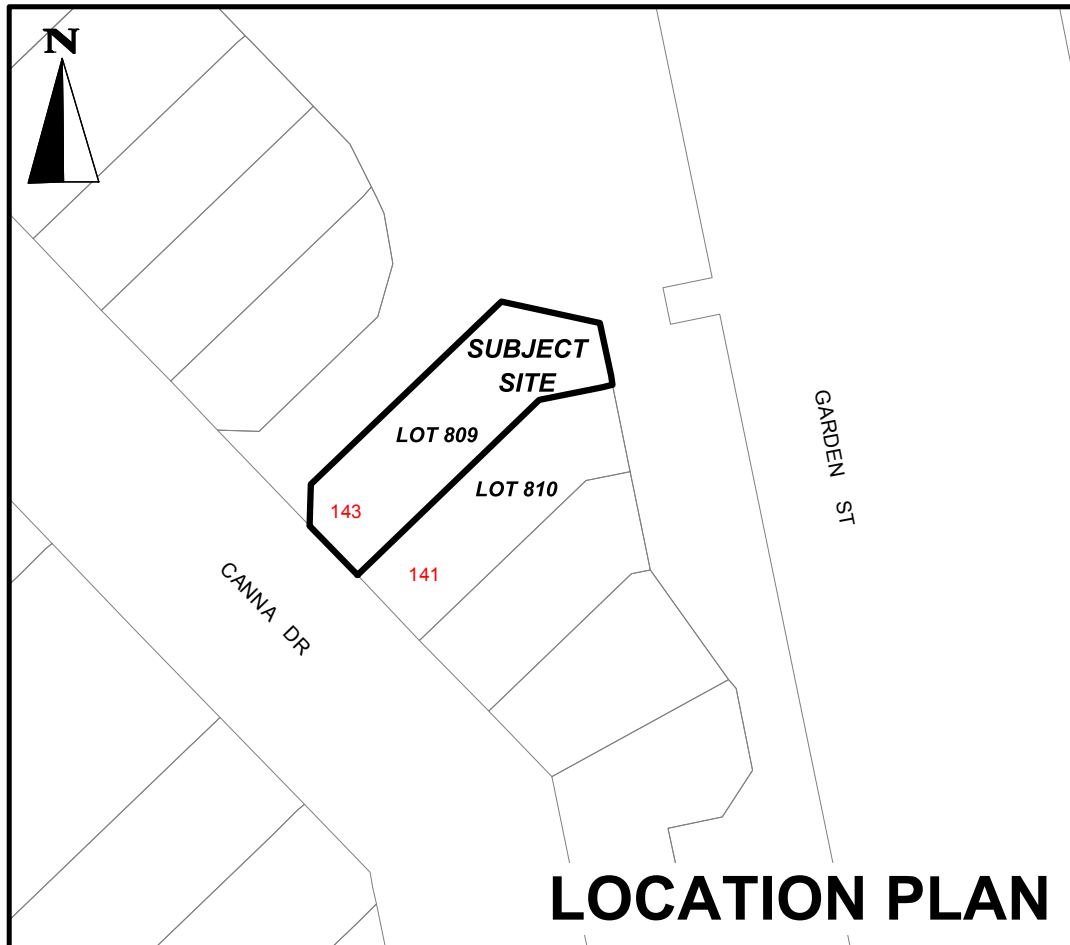 N
SUBJECT
SITE
LOT 809
LOT 810
143
141
GARDEN ST
CANNA DR
LOCATION PLAN